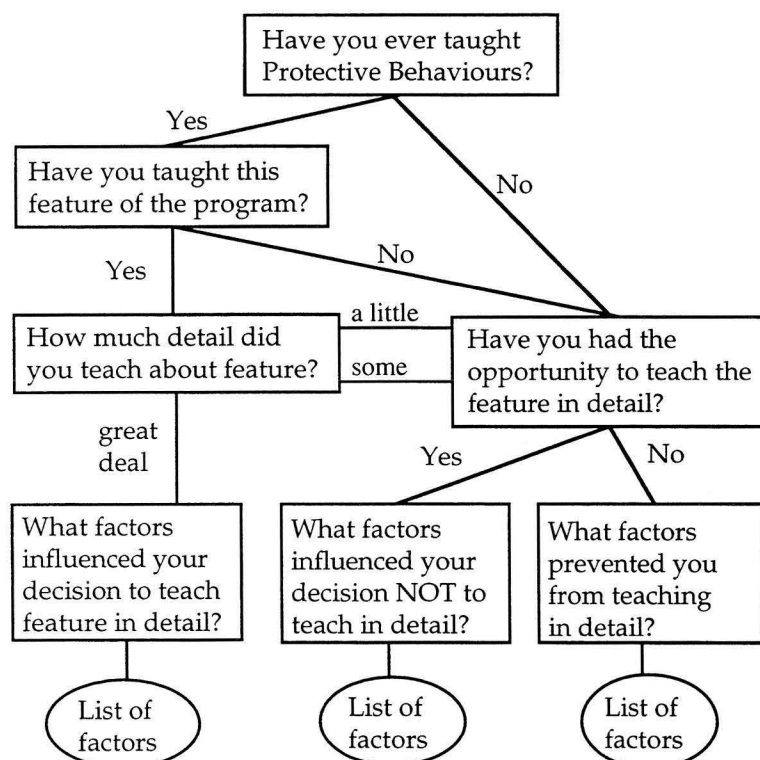 Have you ever taught
Protective Behaviours?
Yes
No
Have you taught this
feature of the program?
Yes
No
How much detail did
you teach about feature?
a little
some
Have you had the
opportunity to teach the
feature in detail?
great
deal
Yes
No
What factors
influenced your
decision to teach
feature in detail?
What factors
influenced your
decision NOT to
teach in detail?
What factors
prevented you
from teaching
in detail?
List of
factors
List of
factors
List of
factors